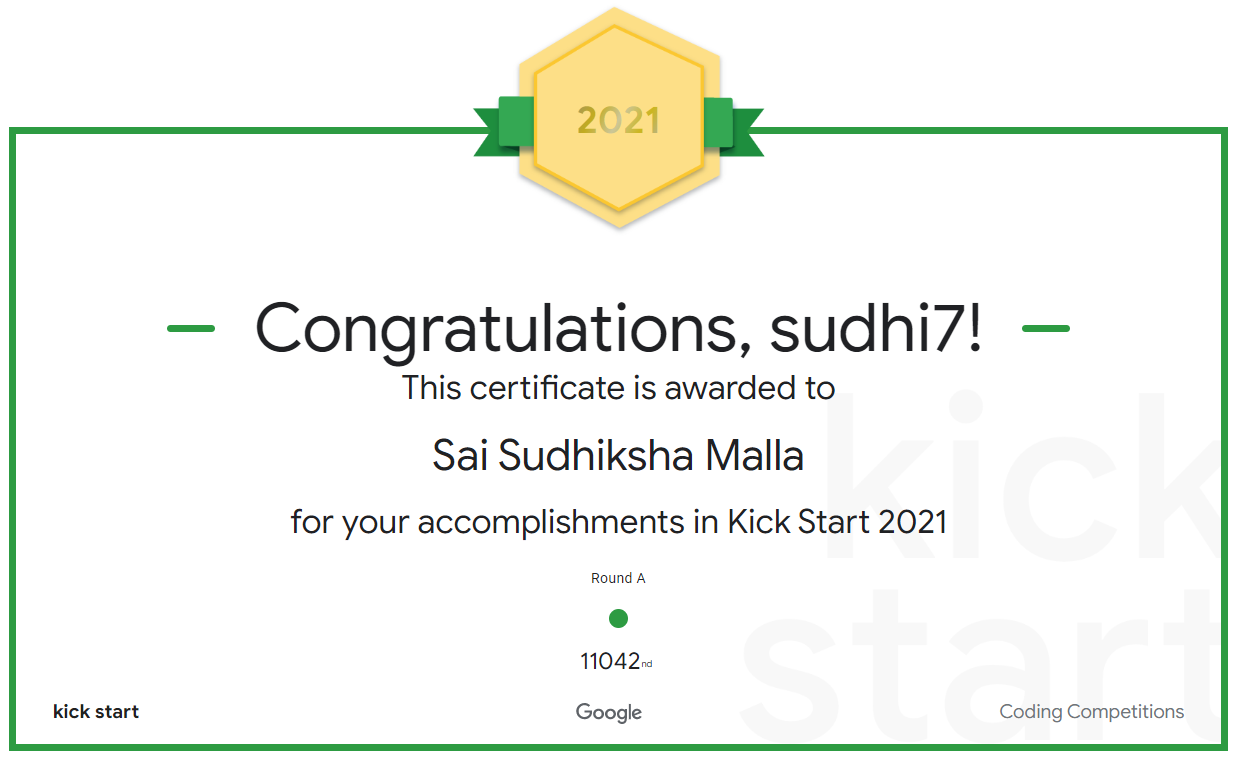 2021
Congratulations, sudhi7!
This certificate is awarded to
Sai Sudhiksha Malla
for your accomplishments in Kick Start 2021
Round A
11042nd
kick start
Google
Coding Competitions
kick
start